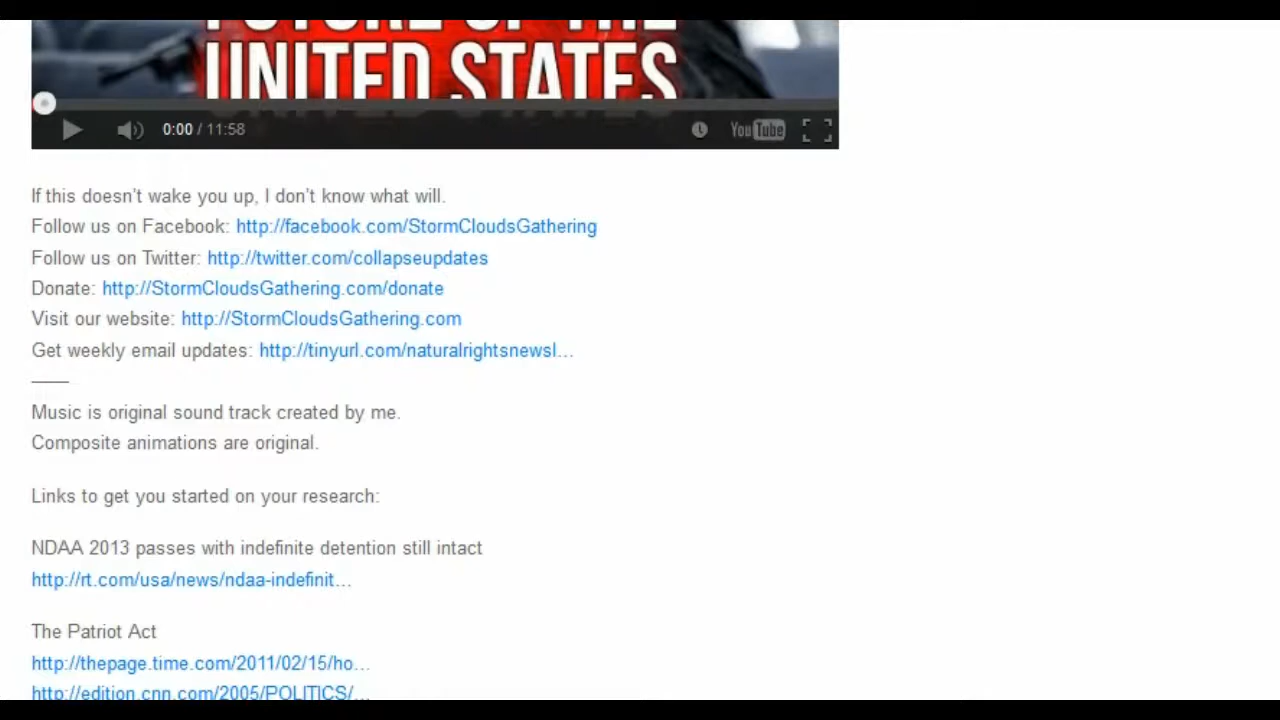 FUTURE OF THE
UNITED STATES
0:00 / 11:58
YouTube
If this doesn't wake you up, I don't know what will.
Follow us on Facebook: http://facebook.com/StormCloudsGathering
Follow us on Twitter: http://twitter.com/collapseupdates
Donate: http://StormCloudsGathering.com/donate
Visit our website: http://StormCloudsGathering.com
Get weekly email updates: http://tinyurl.com/naturalrightsnewsl...
Music is original sound track created by me.
Composite animations are original.
Links to get you started on your research:
NDAA 2013 passes with indefinite detention still intact
http://rt.com/usa/news/ndaa-indefinit...
The Patriot Act
http://thepage.time.com/2011/02/15/ho...
http://edition.cnn.com/2005/POLITICS/...